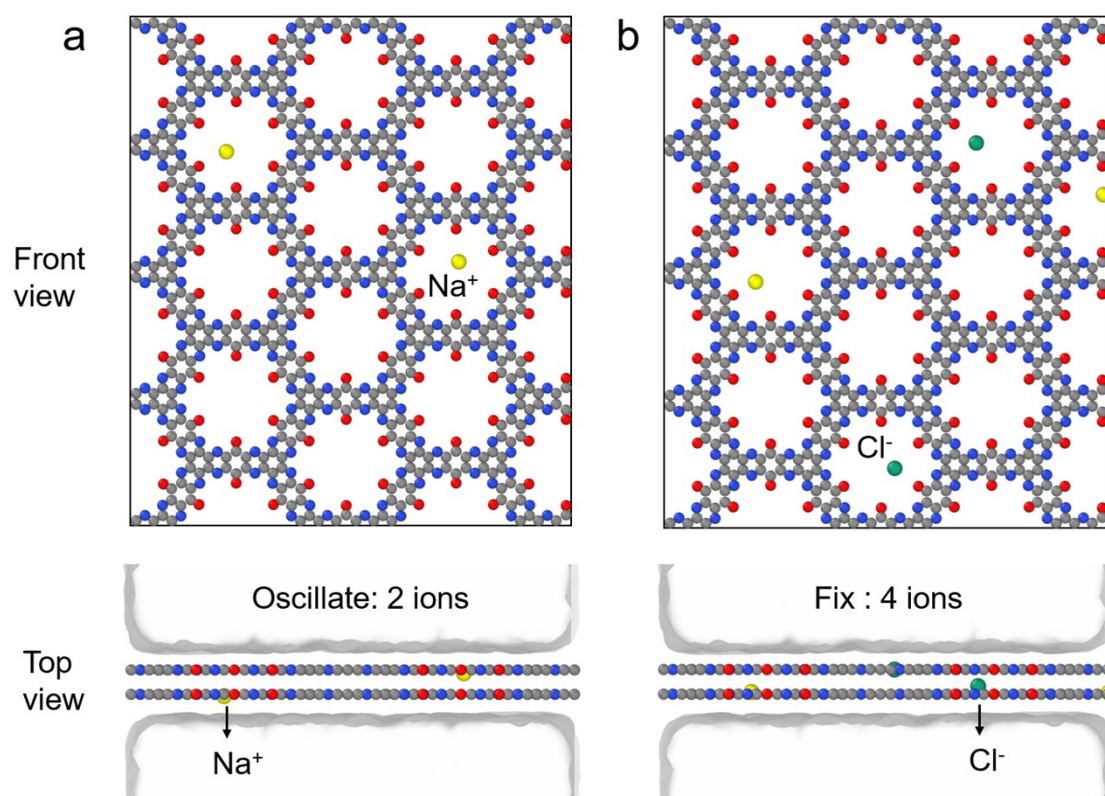 a
b
Front
view
Na⁺
Cl⁻
Oscillate: 2 ions
Fix : 4 ions
Top
view
Na⁺
Cl⁻